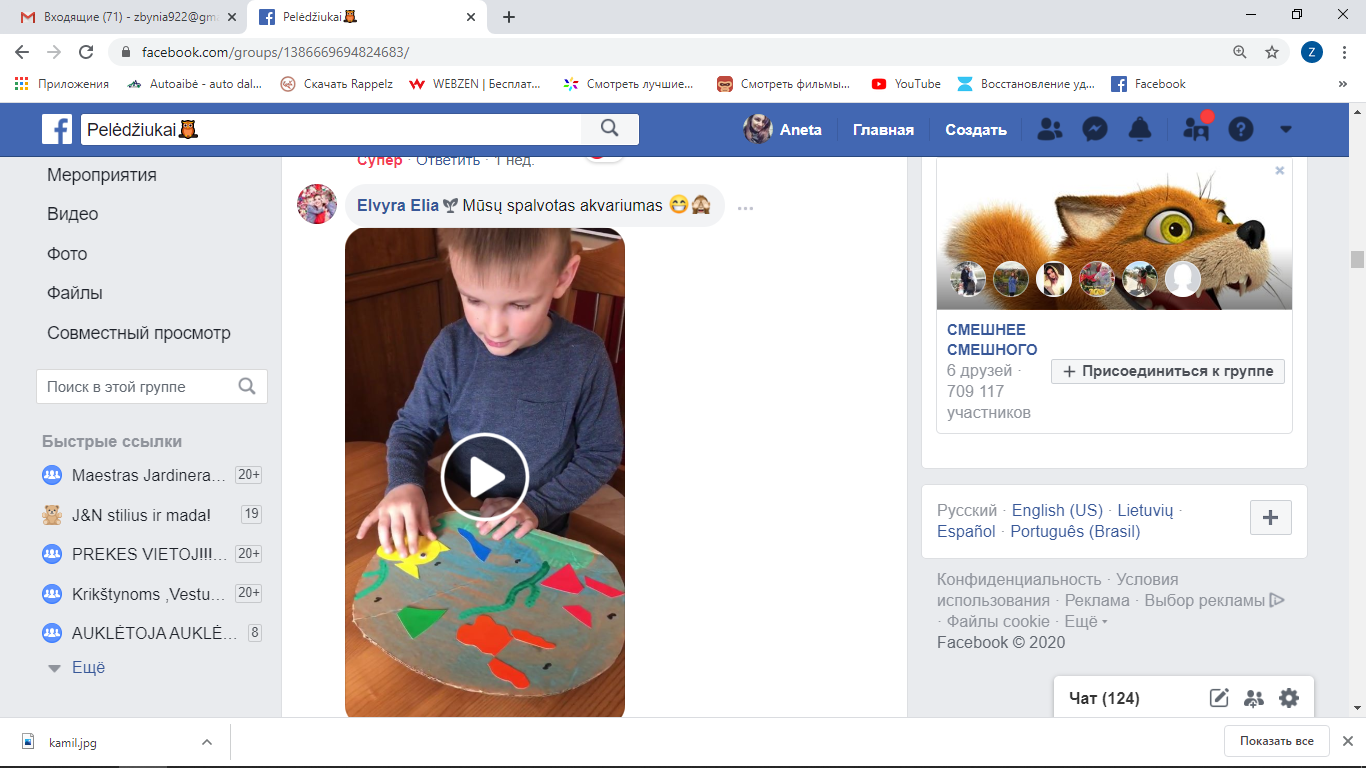 Входящие (71) - zbynia922@gm
Pelėdžiukai🦉
facebook.com/groups/1386669694824683/
Приложения
Autoaibė - auto dal...
Скачать Rappelz
WEBZEN | Бесплат...
Смотреть лучшие...
Смотреть фильмы...
YouTube
Восстановление уд...
Facebook
»
Pelėdžiukai🦉
Aneta
Главная
Создать
Мероприятия
Видео
Фото
Файлы
Совместный просмотр
Поиск в этой группе
Быстрые ссылки
Maestras Jardinera... 20+
J&N stilius ir mada! 19
PREKES VIETOJ!!!... 20+
Krikštynoms ,Vestu... 20+
AUKLĖTOJA AUKLĖ... 8
Ещё
Супер · Ответить · 1 нед.
Elvyra Elia🌱 Mūsų spalvotas akvariumas 😁🙈
СМЕШНЕЕ
СМЕШНОГО
6 друзей ·
709 117
участников
+ Присоединиться к группе
Русский · English (US) · Lietuvių ·
Español · Português (Brasil)
Конфиденциальность · Условия
использования · Реклама · Выбор рекламы
· Файлы cookie · Ещё
Facebook © 2020
Чат (124)
kamil.jpg
Показать все